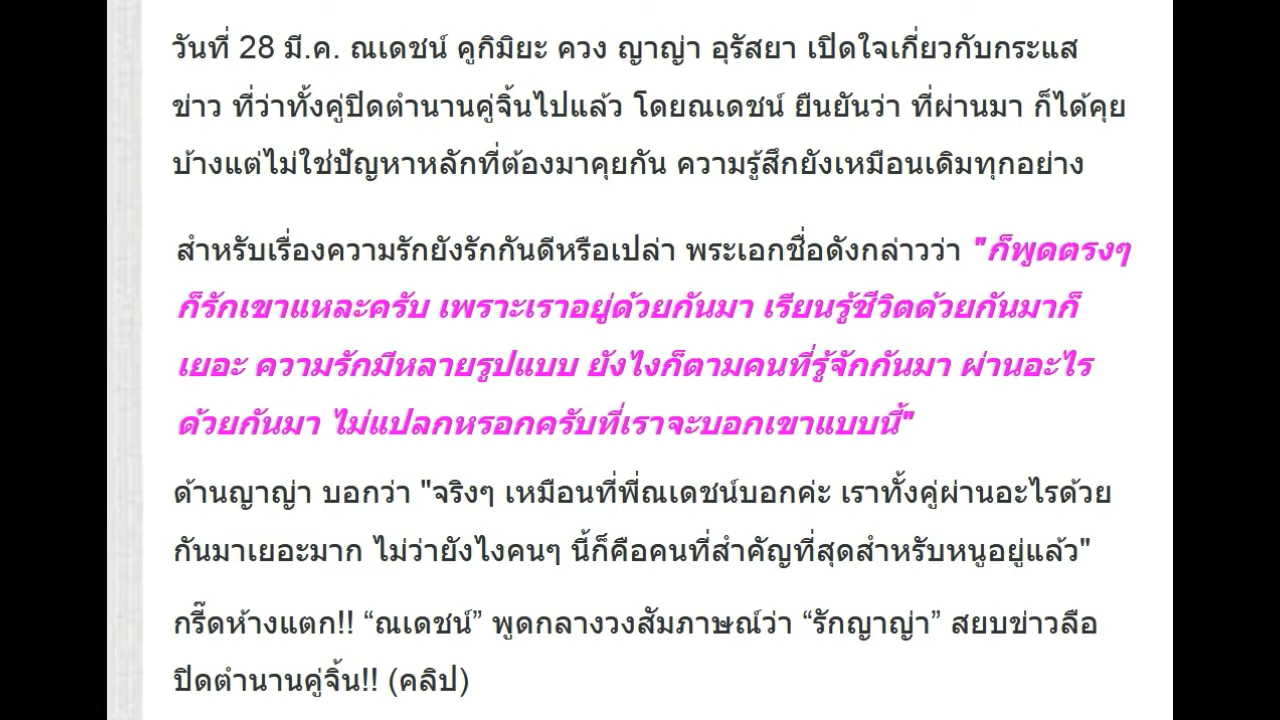 วันที่ 28 มี.ค. ณเดชน์ คูกิมิยะ ควง ญาญ่า อุรัสยา เปิดใจเกี่ยวกับกระแส
ข่าว ที่ว่าทั้งคู่ปิดตำนานคู่จิ้นไปแล้ว โดยณเดชน์ ยืนยันว่า ที่ผ่านมา ก็ได้คุย
บ้างแต่ไม่ใช่ปัญหาหลักที่ต้องมาคุยกัน ความรู้สึกยังเหมือนเดิมทุกอย่าง
สำหรับเรื่องความรักยังรักกันดีหรือเปล่า พระเอกชื่อดังกล่าวว่า "ก็พูดตรงๆ
ก็รักเขาแหละครับ เพราะเราอยู่ด้วยกันมา เรียนรู้ชีวิตด้วยกันมาก็
เยอะ ความรักมีหลายรูปแบบ ยังไงก็ตามคนที่รู้จักกันมา ผ่านอะไร
ด้วยกันมา ไม่แปลกหรอกครับที่เราจะบอกเขาแบบนี้"
ด้านญาญ่า บอกว่า "จริงๆ เหมือนที่พี่ณเดชน์บอกค่ะ เราทั้งคู่ผ่านอะไรด้วย
กันมาเยอะมาก ไม่ว่ายังไงคนๆ นี้ก็คือคนที่สำคัญที่สุดสำหรับหนูอยู่แล้ว"
กรี๊ดห้างแตก!! “ณเดชน์” พูดกลางวงสัมภาษณ์ว่า “รักญาญ่า” สยบข่าวลือ
ปิดตำนานคู่จิ้น!! (คลิป)